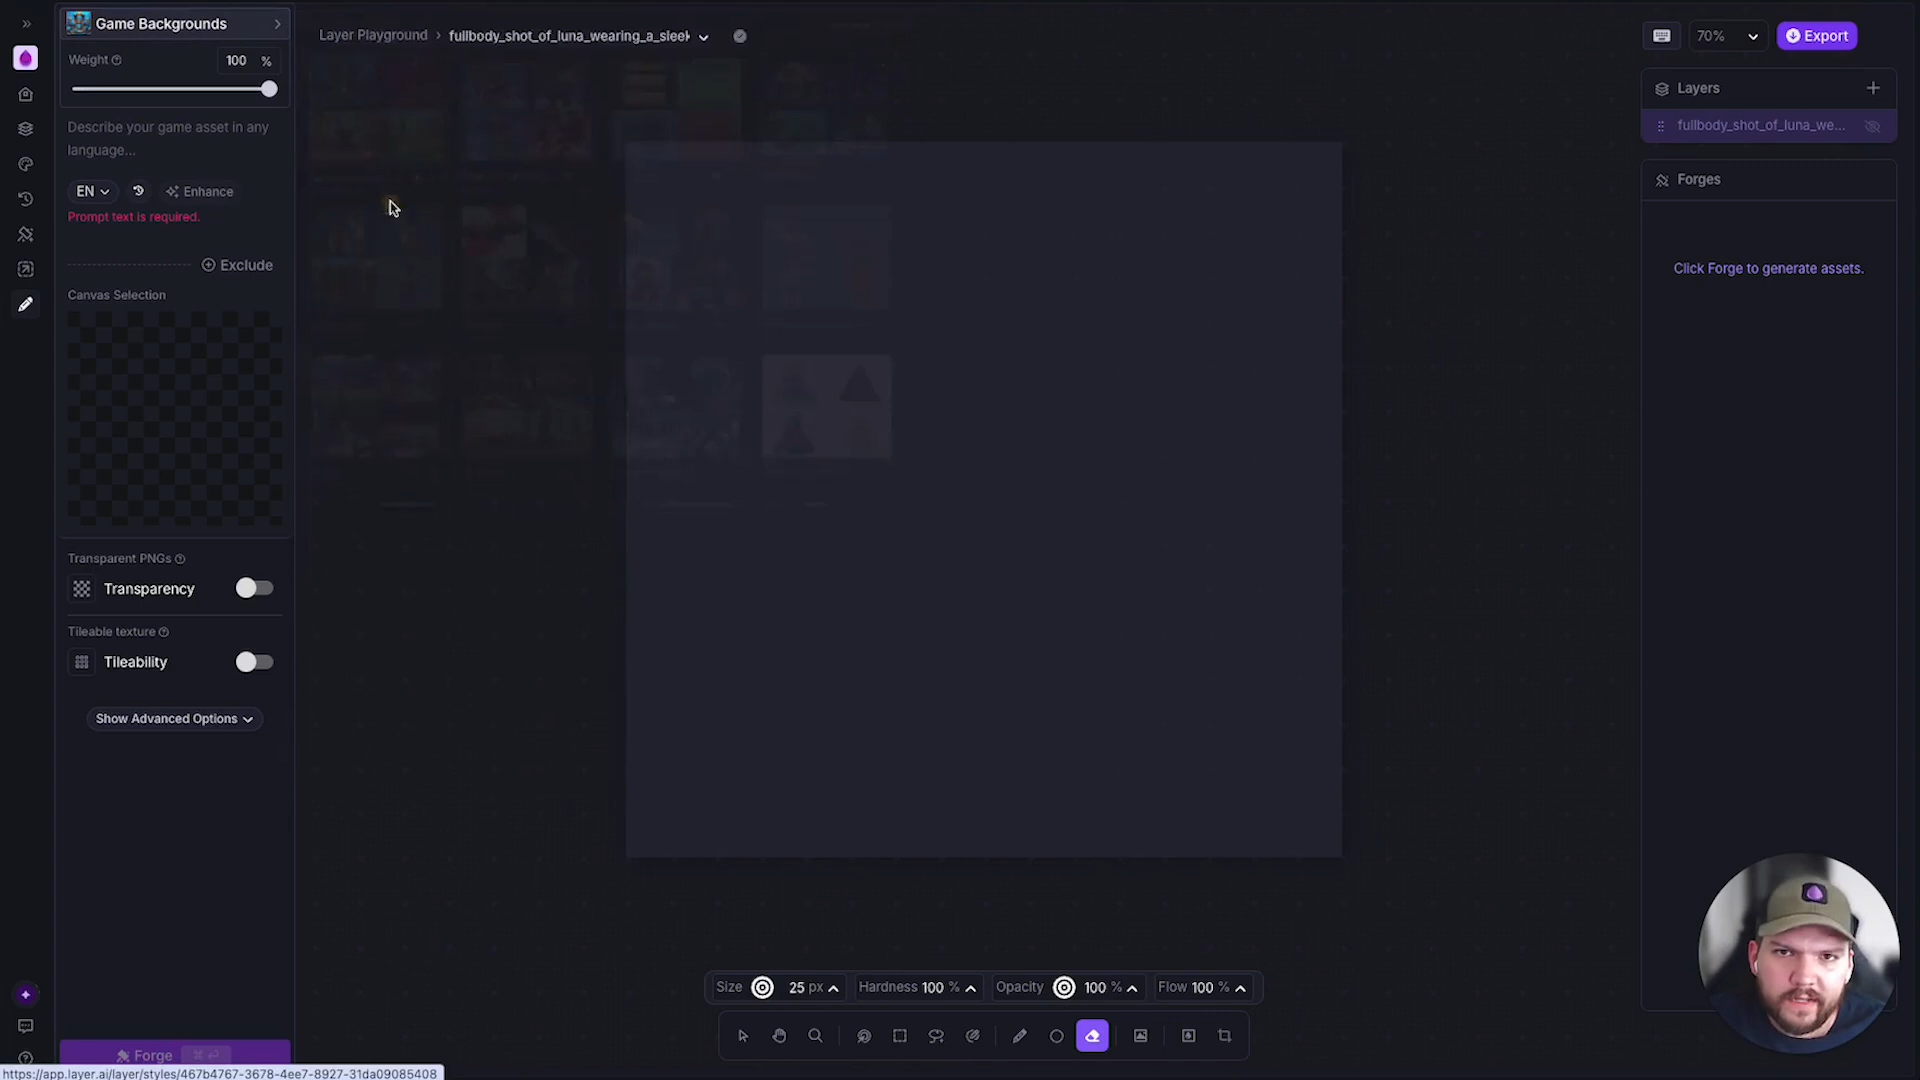 Game Backgrounds
Weight
100 %
Describe your game asset in any
language...
EN
Enhance
Prompt text is required.
Exclude
Canvas Selection
Transparent PNGs
Transparency
Tileable texture
Tileability
Show Advanced Options
Forge
https://app.layer.ai/layer/styles/467b4767-3678-4ee7-8927-31da09085408
Layer Playground › fullbody_shot_of_luna_wearing_a_sleek
70%
Export
Layers
fullbody_shot_of_luna_we...
Forges
Click Forge to generate assets.
Size 25 px Hardness 100 % Opacity 100 % Flow 100 %